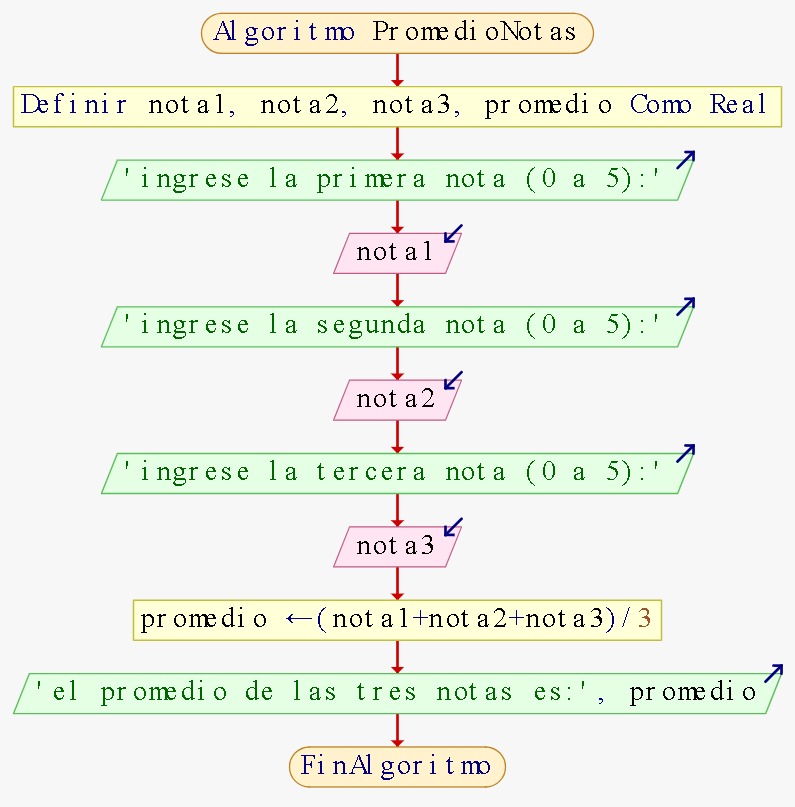 Algoritmo PromedioNotas
Definir nota1, nota2, nota3, promedio Como Real
'ingrese la primera nota (0 a 5):'
nota1
'ingrese la segunda nota (0 a 5):'
nota2
'ingrese la tercera nota (0 a 5):'
nota3
promedio ←(nota1+nota2+nota3)/3
'el promedio de las tres notas es:', promedio
FinAlgoritmo